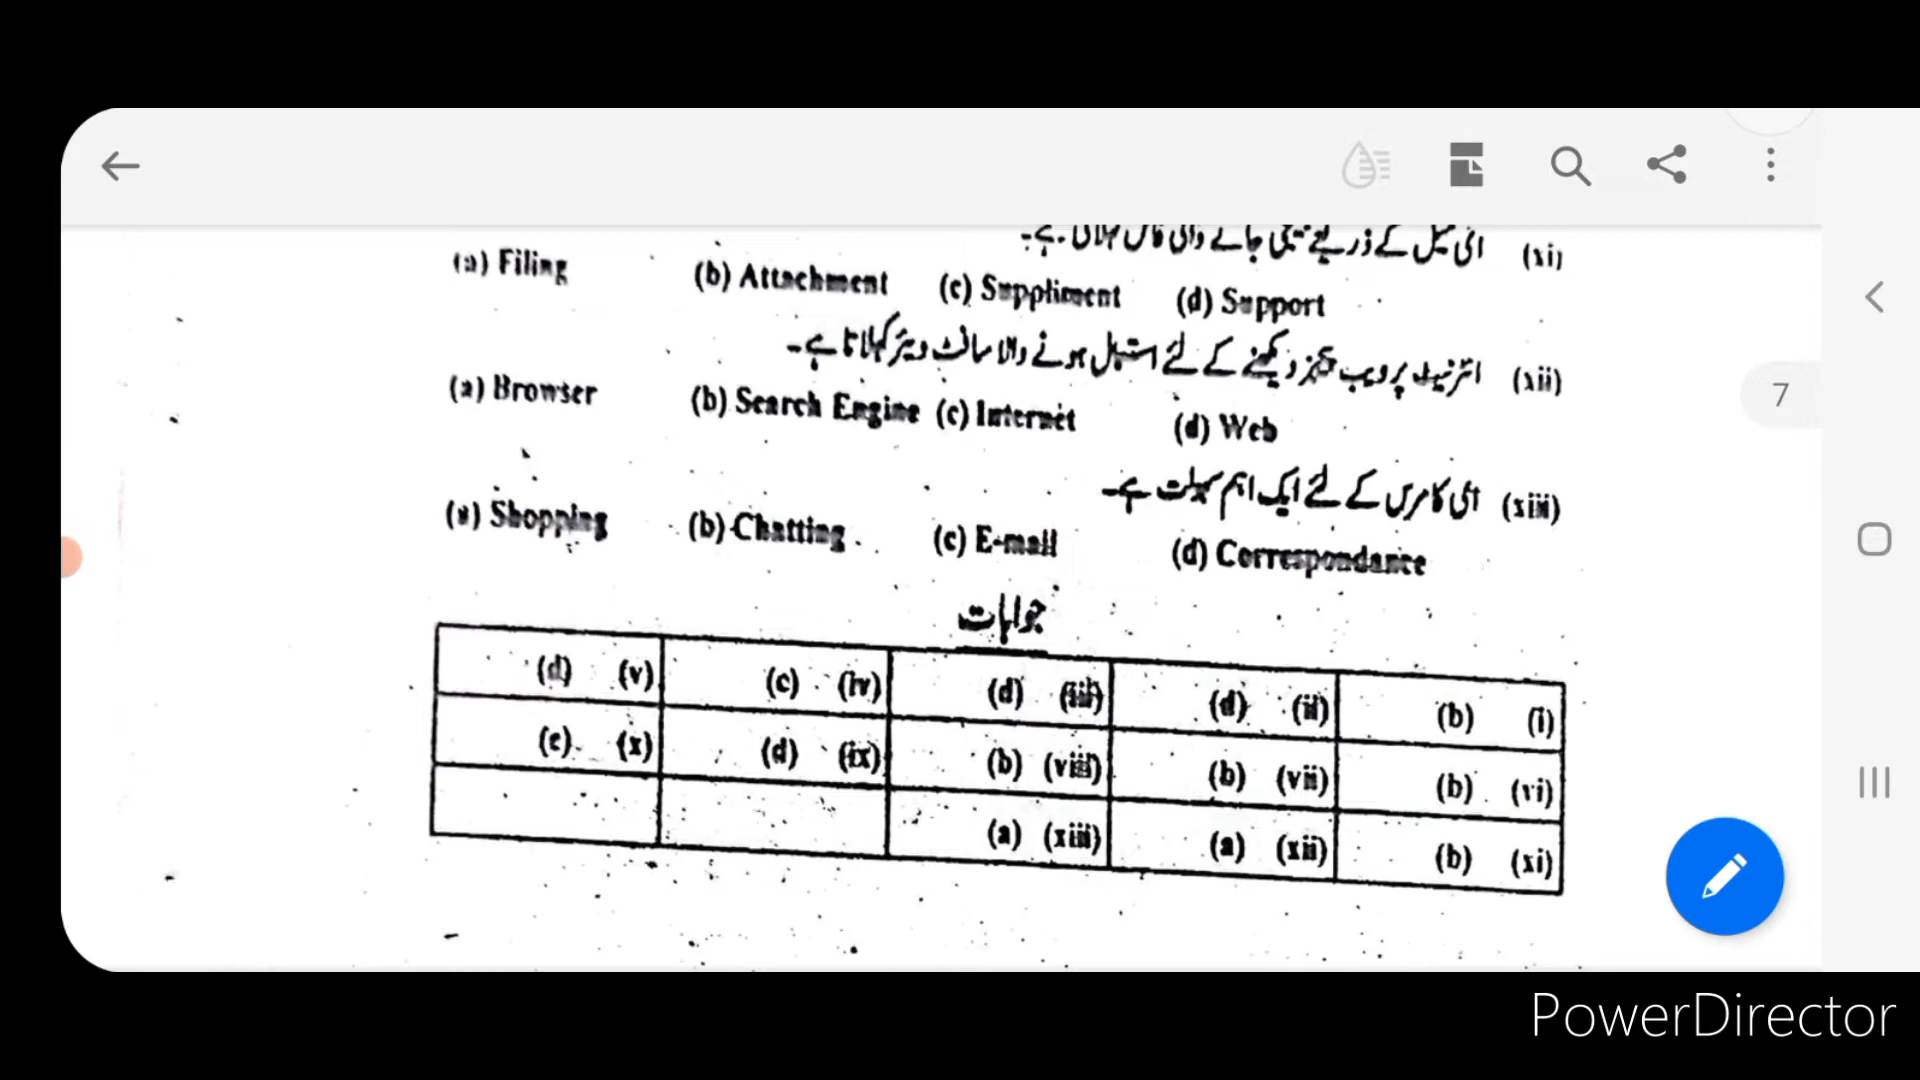 (xi) ای میل کے ذریعے بھیجی جانے والی فائل کہلاتی ہے۔
(a) Filing (b) Attachment (c) Suppliment (d) Support
(xii) انٹرنیٹ پر ویب پیجز دیکھنے کے لئے استعمال ہونے والا سافٹ ویئر کہلاتا ہے۔
(a) Browser (b) Search Engine (c) Internet (d) Web
7
(xiii) ای کامرس کے لئے ایک اہم سہولت ہے۔
(a) Shopping (b) Chatting (c) E-mail (d) Correspondance
جوابات
(d) (v) (c) (iv) (d) (iii) (d) (ii) (b) (i)
(c) (x) (d) (ix) (b) (viii) (b) (vii) (b) (vi)
(a) (xiii) (a) (xii) (b) (xi)
PowerDirector